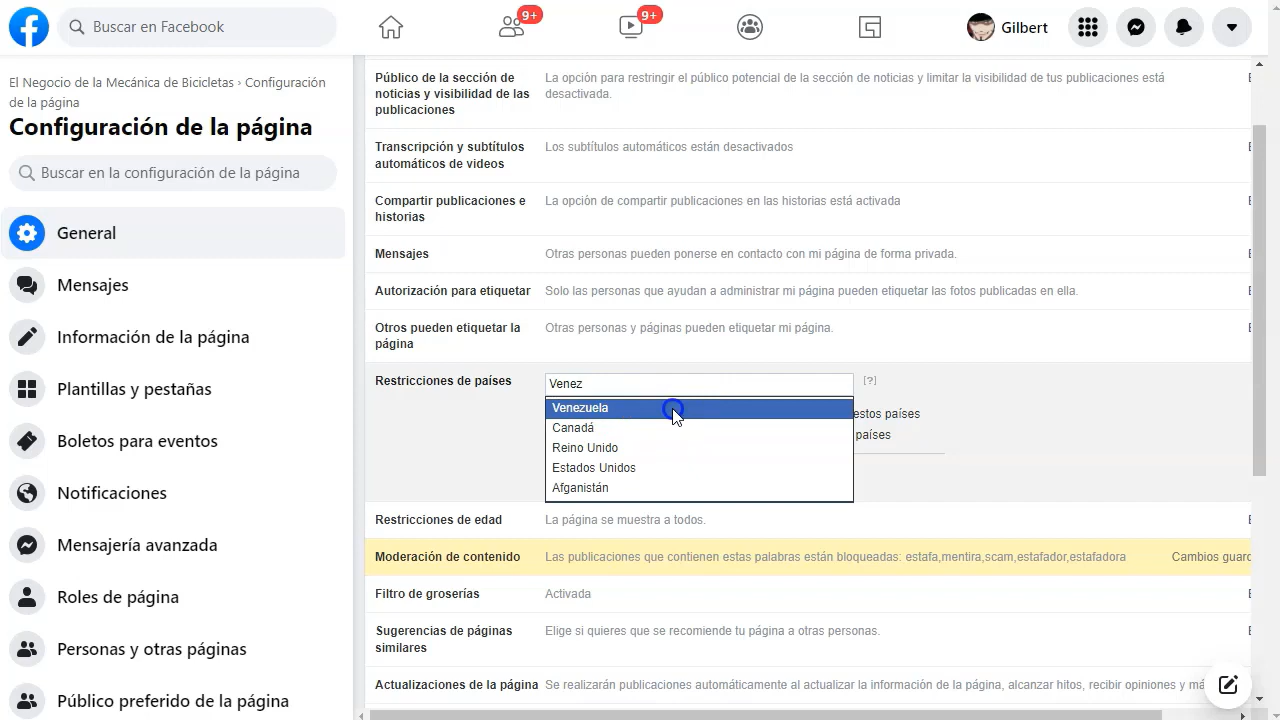 Buscar en Facebook
9+
9+
Gilbert
El Negocio de la Mecánica de Bicicletas › Configuración
de la página
Configuración de la página
Buscar en la configuración de la página
General
Mensajes
Información de la página
Plantillas y pestañas
Boletos para eventos
Notificaciones
Mensajería avanzada
Roles de página
Personas y otras páginas
Público preferido de la página
Público de la sección de
noticias y visibilidad de las
publicaciones
La opción para restringir el público potencial de la sección de noticias y limitar la visibilidad de tus publicaciones está
desactivada.
Transcripción y subtítulos
automáticos de videos
Los subtítulos automáticos están desactivados
Compartir publicaciones e
historias
La opción de compartir publicaciones en las historias está activada
Mensajes
Otras personas pueden ponerse en contacto con mi página de forma privada.
Autorización para etiquetar
Solo las personas que ayudan a administrar mi página pueden etiquetar las fotos publicadas en ella.
Otros pueden etiquetar la
página
Otras personas y páginas pueden etiquetar mi página.
Restricciones de países
Venez
[?]
Venezuela
Canadá
Reino Unido
Estados Unidos
Afganistán
estos países
países
Restricciones de edad
La página se muestra a todos.
Moderación de contenido
Las publicaciones que contienen estas palabras están bloqueadas: estafa,mentira,scam,estafador,estafadora
Cambios guard
Filtro de groserías
Activada
Sugerencias de páginas
similares
Elige si quieres que se recomiende tu página a otras personas.
Actualizaciones de la página
Se realizarán publicaciones automáticamente al actualizar la información de la página, alcanzar hitos, recibir opiniones y má